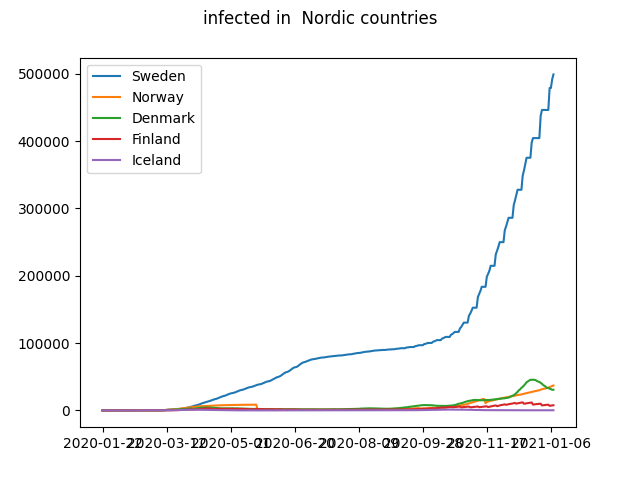 infected in  Nordic countries
Sweden
Norway
Denmark
Finland
Iceland
500000
400000
300000
200000
100000
0
2020-01-22 2020-03-12 2020-05-01 2020-06-20 2020-08-09 2020-09-28 2020-11-17 2021-01-06